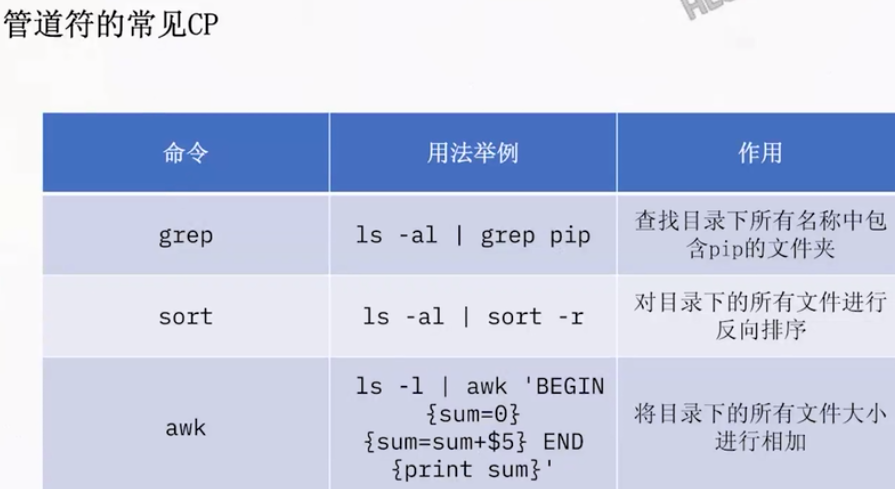 管道符的常见CP
命令
用法举例
作用
grep
ls -al | grep pip
查找目录下所有名称中包
含pip的文件夹
sort
ls -al | sort -r
对目录下的所有文件进行
反向排序
awk
ls -l | awk 'BEGIN
{sum=0}
{sum=sum+$5} END
{print sum}'
将目录下的所有文件大小
进行相加